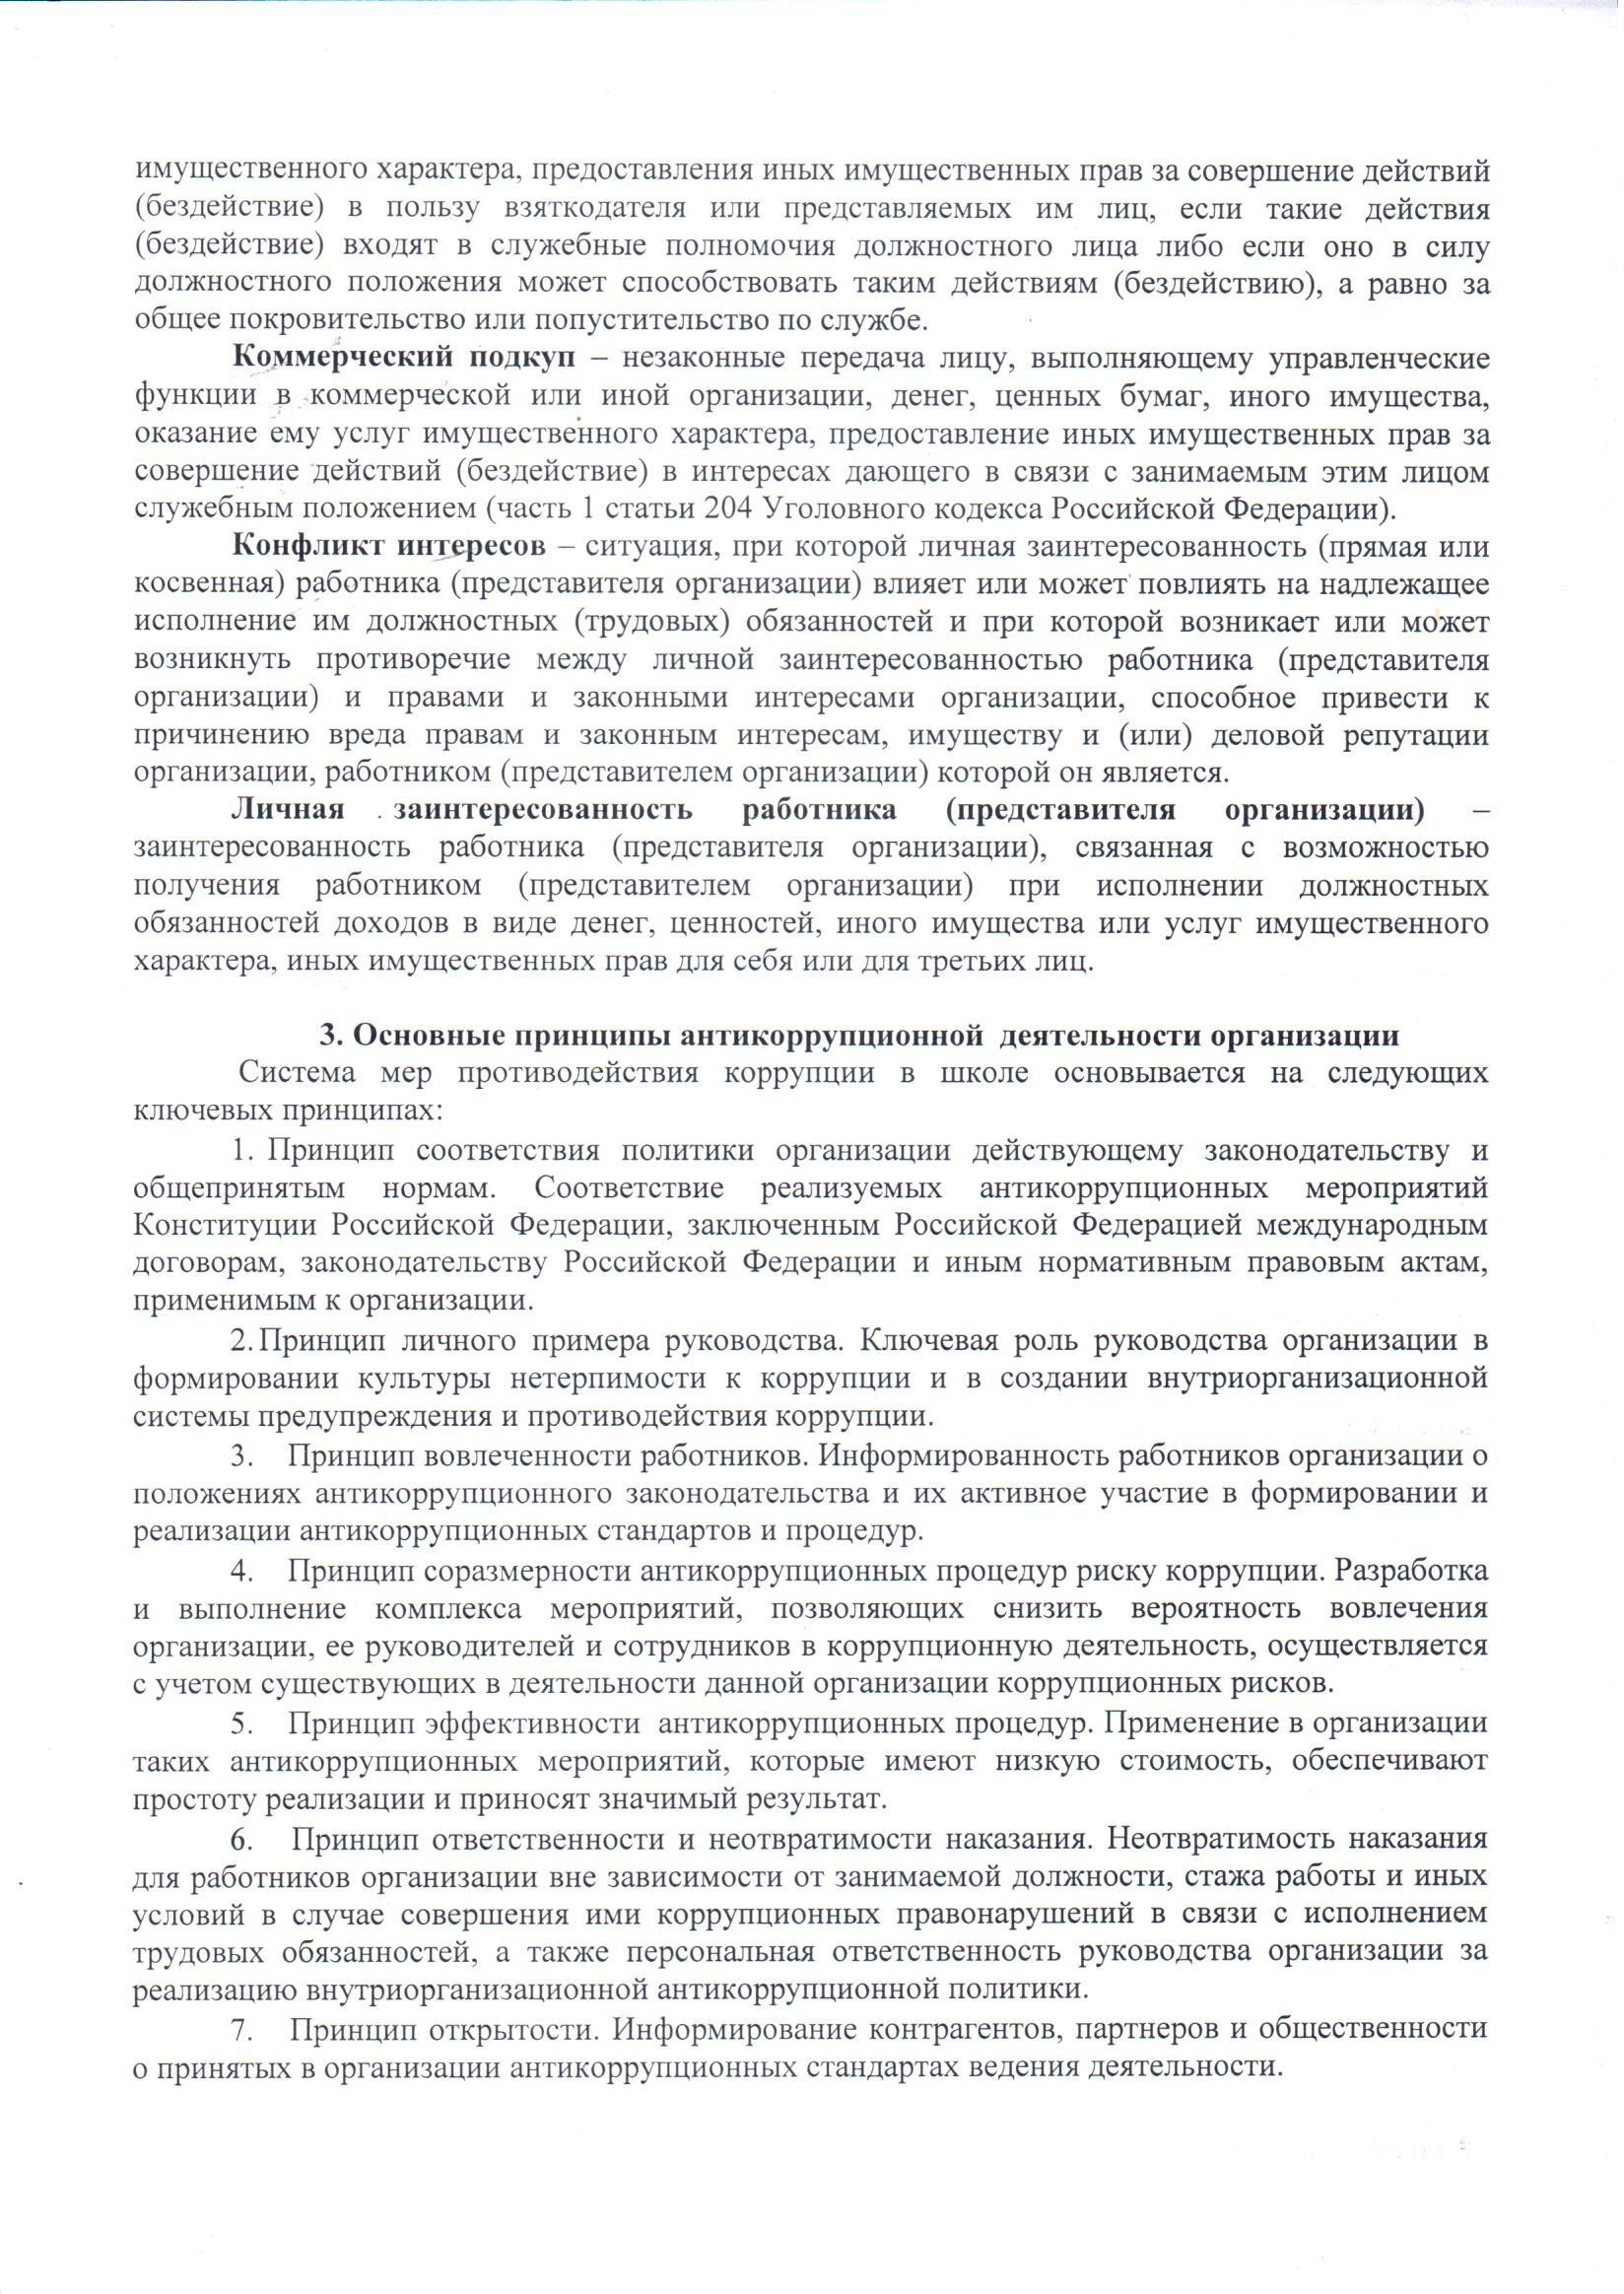 имущественного характера, предоставления иных имущественных прав за совершение действий
(бездействие) в пользу взяткодателя или представляемых им лиц, если такие действия
(бездействие) входят в служебные полномочия должностного лица либо если оно в силу
должностного положения может способствовать таким действиям (бездействию), а равно за
общее покровительство или попустительство по службе.
Коммерческий подкуп – незаконные передача лицу, выполняющему управленческие
функции в коммерческой или иной организации, денег, ценных бумаг, иного имущества,
оказание ему услуг имущественного характера, предоставление иных имущественных прав за
совершение действий (бездействие) в интересах дающего в связи с занимаемым этим лицом
служебным положением (часть 1 статьи 204 Уголовного кодекса Российской Федерации).
Конфликт интересов – ситуация, при которой личная заинтересованность (прямая или
косвенная) работника (представителя организации) влияет или может повлиять на надлежащее
исполнение им должностных (трудовых) обязанностей и при которой возникает или может
возникнуть противоречие между личной заинтересованностью работника (представителя
организации) и правами и законными интересами организации, способное привести к
причинению вреда правам и законным интересам, имуществу и (или) деловой репутации
организации, работником (представителем организации) которой он является.
Личная заинтересованность работника (представителя организации) –
заинтересованность работника (представителя организации), связанная с возможностью
получения работником (представителем организации) при исполнении должностных
обязанностей доходов в виде денег, ценностей, иного имущества или услуг имущественного
характера, иных имущественных прав для себя или для третьих лиц.
3. Основные принципы антикоррупционной деятельности организации
Система мер противодействия коррупции в школе основывается на следующих
ключевых принципах:
1. Принцип соответствия политики организации действующему законодательству и
общепринятым нормам. Соответствие реализуемых антикоррупционных мероприятий
Конституции Российской Федерации, заключенным Российской Федерацией международным
договорам, законодательству Российской Федерации и иным нормативным правовым актам,
применимым к организации.
2. Принцип личного примера руководства. Ключевая роль руководства организации в
формировании культуры нетерпимости к коррупции и в создании внутриорганизационной
системы предупреждения и противодействия коррупции.
3. Принцип вовлеченности работников. Информированность работников организации о
положениях антикоррупционного законодательства и их активное участие в формировании и
реализации антикоррупционных стандартов и процедур.
4. Принцип соразмерности антикоррупционных процедур риску коррупции. Разработка
и выполнение комплекса мероприятий, позволяющих снизить вероятность вовлечения
организации, ее руководителей и сотрудников в коррупционную деятельность, осуществляется
с учетом существующих в деятельности данной организации коррупционных рисков.
5. Принцип эффективности антикоррупционных процедур. Применение в организации
таких антикоррупционных мероприятий, которые имеют низкую стоимость, обеспечивают
простоту реализации и приносят значимый результат.
6. Принцип ответственности и неотвратимости наказания. Неотвратимость наказания
для работников организации вне зависимости от занимаемой должности, стажа работы и иных
условий в случае совершения ими коррупционных правонарушений в связи с исполнением
трудовых обязанностей, а также персональная ответственность руководства организации за
реализацию внутриорганизационной антикоррупционной политики.
7. Принцип открытости. Информирование контрагентов, партнеров и общественности
о принятых в организации антикоррупционных стандартах ведения деятельности.